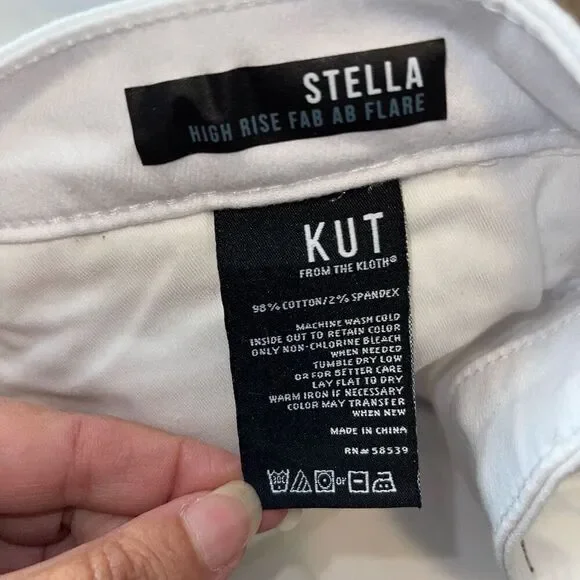 STELLA
HIGH RISE FAB AB FLARE
KUT
FROM THE KLOTH®
98% COTTON/2% SPANDEX
MACHINE WASH COLD
INSIDE OUT TO RETAIN COLOR
ONLY NON-CHLORINE BLEACH
WHEN NEEDED
TUMBLE DRY LOW
OR FOR BETTER CARE
LAY FLAT TO DRY
WARM IRON IF NECESSARY
COLOR MAY TRANSFER
WHEN NEW
MADE IN CHINA
RN# 58539
30C or